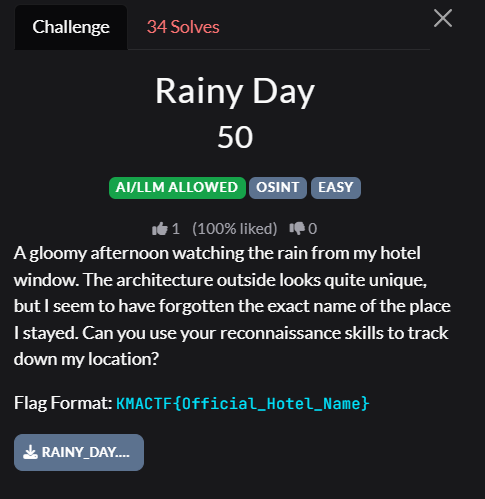 Challenge
34 Solves
Rainy Day
50
AI/LLM ALLOWED OSINT EASY
1 (100% liked) 0
A gloomy afternoon watching the rain from my hotel
window. The architecture outside looks quite unique,
but I seem to have forgotten the exact name of the place
I stayed. Can you use your reconnaissance skills to track
down my location?
Flag Format: KMACTF{Official_Hotel_Name}
RAINY_DAY....